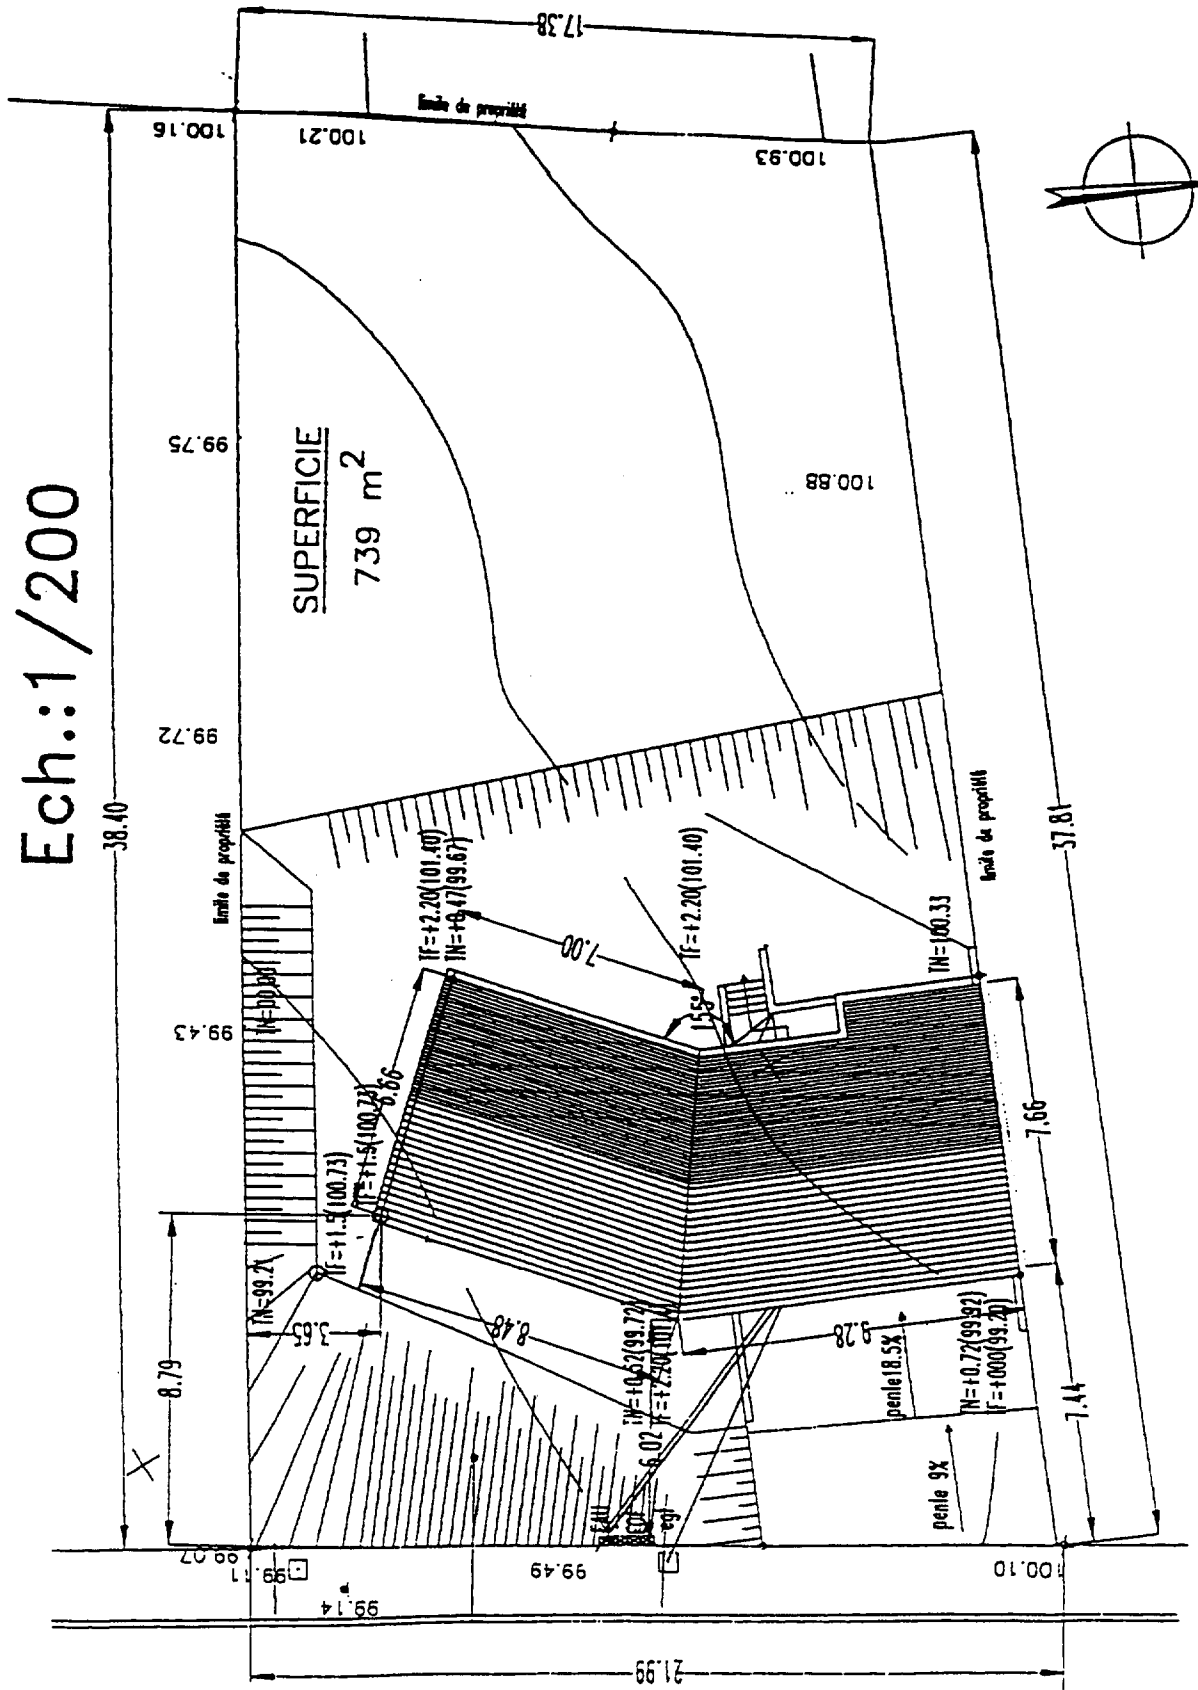 Ech.:1/200
38.40
17.38
100.16
100.21
limite de propriété
100.93
99.75
SUPERFICIE
739 m2
100.88
99.72
limite de propriété
99.43
TF=+2.20(101.40)
TN=+0.47(99.67)
7.00
TF=+2.20(101.40)
155°
TN=100.33
limite de propriété
37.81
6.66
TF=+1.5(100.73)
TF=+1.5(100.73)
TN=99.21
3.65
8.79
X
8.48
TN=+0.52(99.72)
6.02
9.28
7.66
pente18.5%
TN=+0.72(99.92)
TF=+000(99.20)
7.44
pente 9%
99.07
99.11
99.14
99.49
EAU
EDF
100.10
21.99